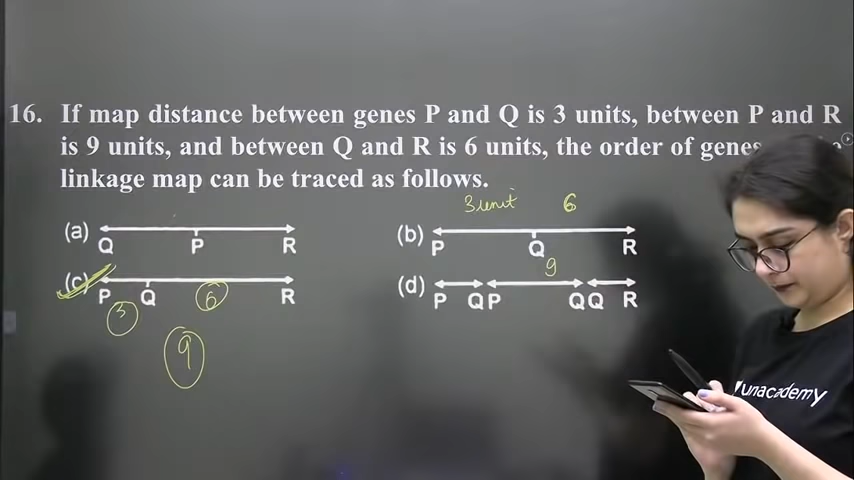 16. If map distance between genes P and Q is 3 units, between P and R
is 9 units, and between Q and R is 6 units, the order of genes
linkage map can be traced as follows.
3 unit 6
(a) Q P R
(b) P Q R
9
(c) P Q R
(d) P Q P Q Q R
3 6
9
unacademy